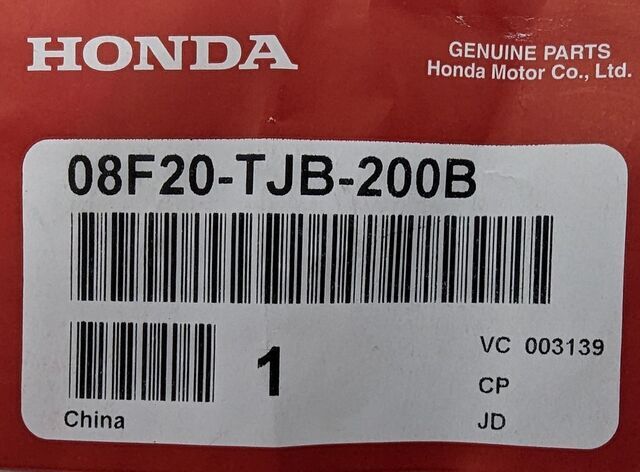 HONDA
GENUINE PARTS
Honda Motor Co., Ltd.
08F20-TJB-200B
1
VC 003139
CP
China
JD